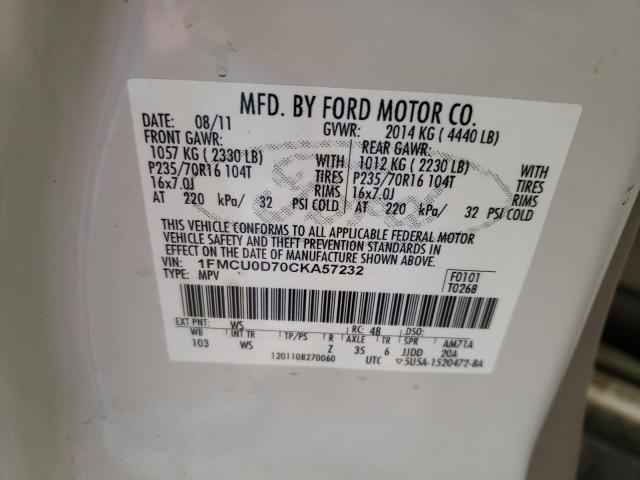 MFD. BY FORD MOTOR CO.
DATE: 08/11 GVWR: 2014 KG ( 4440 LB)
FRONT GAWR: REAR GAWR:
1057 KG ( 2330 LB) WITH 1012 KG ( 2230 LB) WITH
P235/70R16 104T TIRES P235/70R16 104T TIRES
16x7.0J RIMS 16x7.0J RIMS
AT 220 kPa/ 32 PSI COLD AT 220 kPa/ 32 PSI COLD
THIS VEHICLE CONFORMS TO ALL APPLICABLE FEDERAL MOTOR
VEHICLE SAFETY AND THEFT PREVENTION STANDARDS IN
EFFECT ON THE DATE OF MANUFACTURE SHOWN ABOVE.
VIN: 1FMCU0D70CKA57232 F0101
TYPE: MPV T0268
EXT PNT: WS RC: 48 DSO:
WB INT TR TP/PS R AXLE TR SPR AM71A
103 WS Z 35 6 JJDD 20A
1201108270060 UTC ▽5U5A-1520472-BA